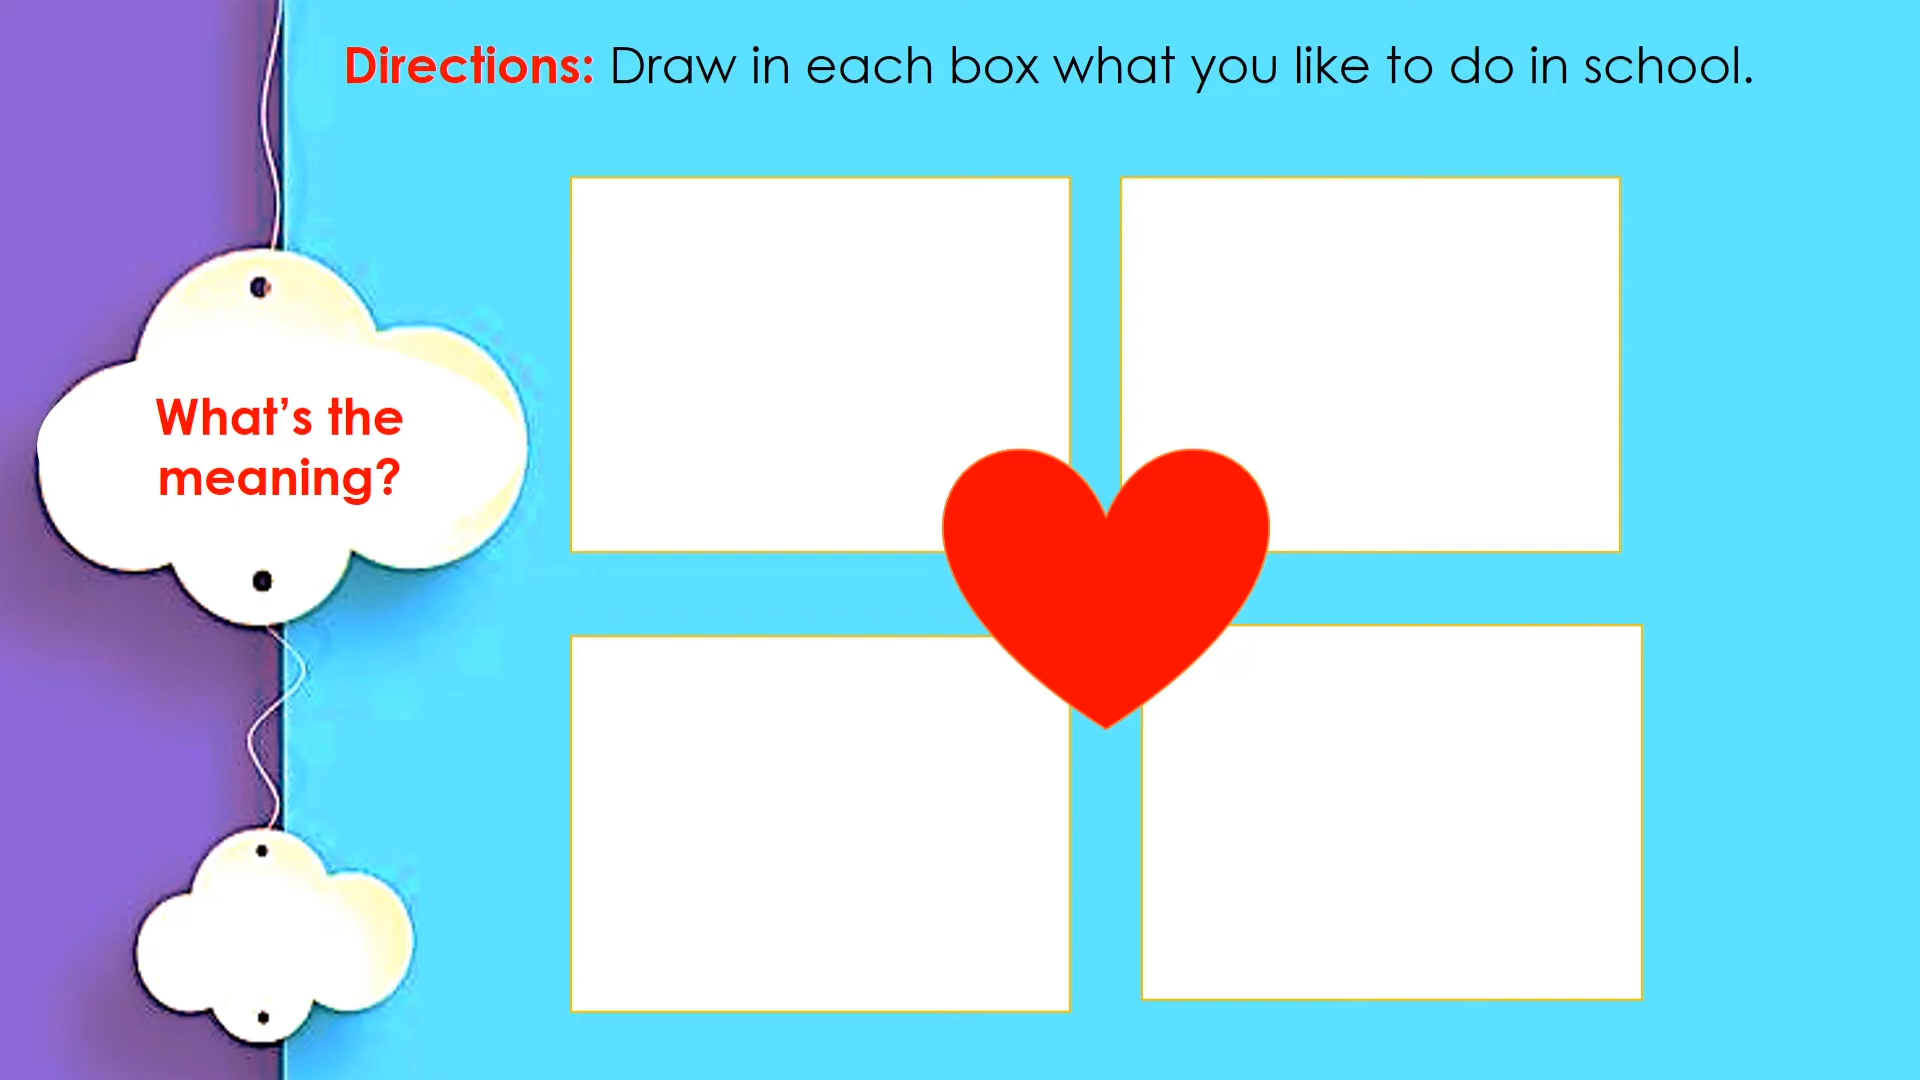 Directions: Draw in each box what you like to do in school.
What’s the
meaning?